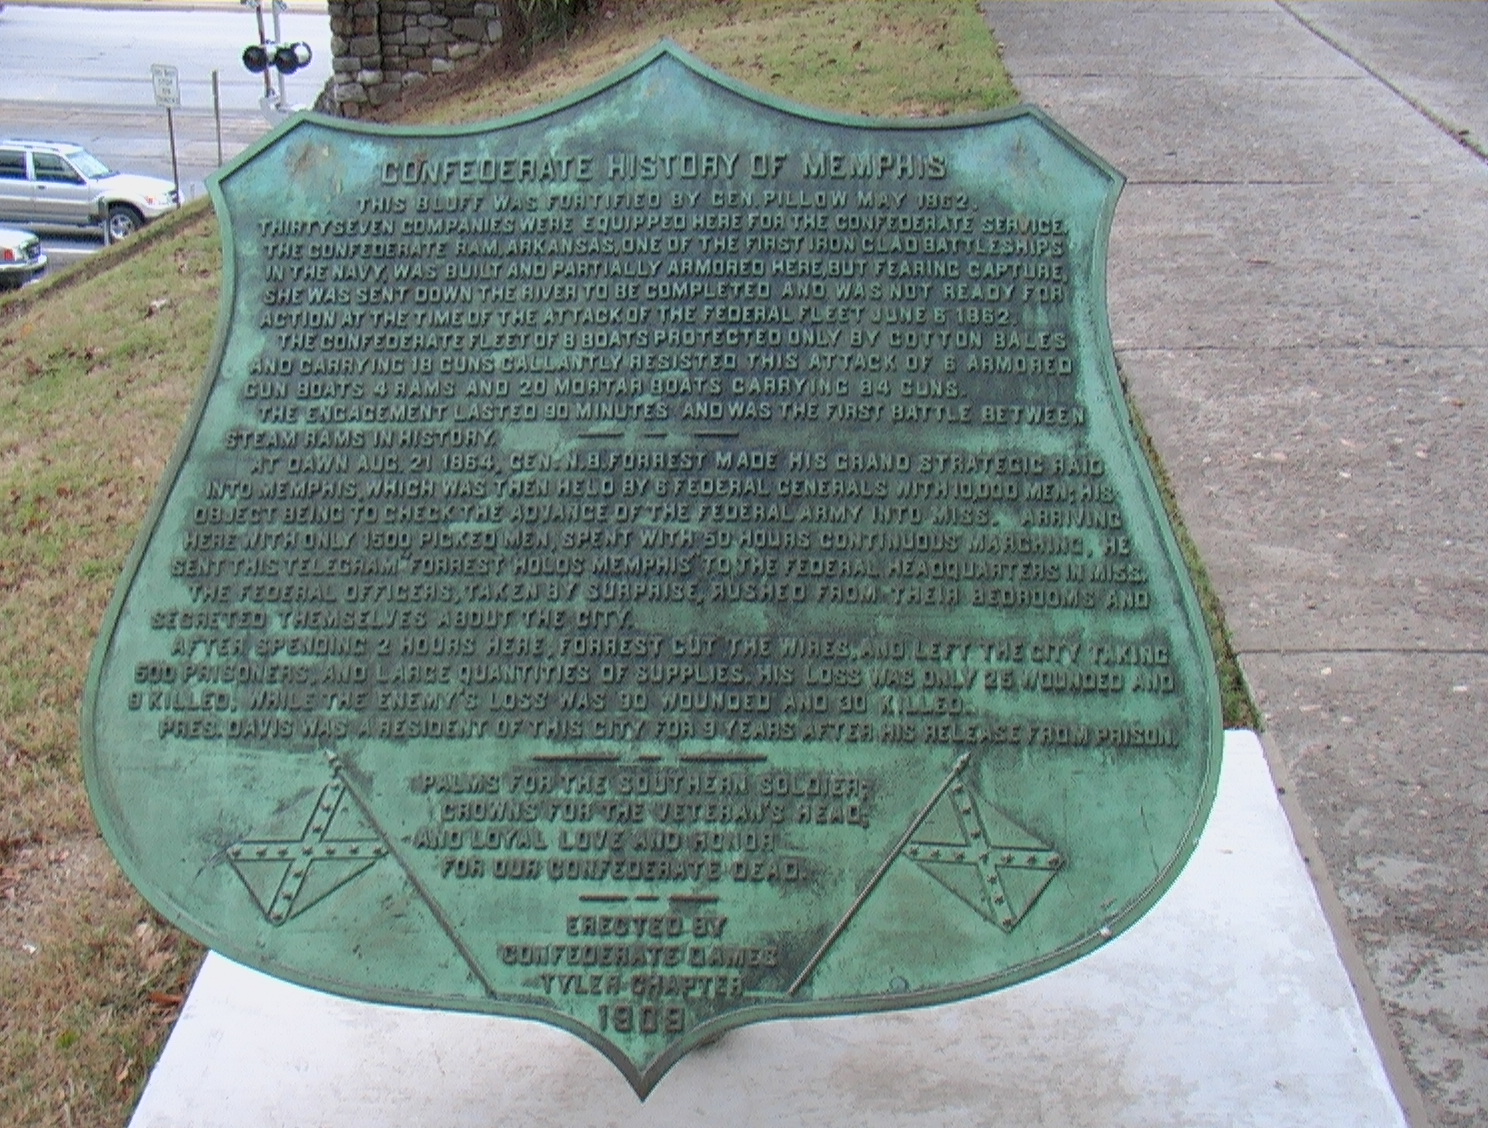 CONFEDERATE HISTORY OF MEMPHIS
THIS BLUFF WAS FORTIFIED BY GEN. PILLOW MAY 1862.
THIRTYSEVEN COMPANIES WERE EQUIPPED HERE FOR THE CONFEDERATE SERVICE.
THE CONFEDERATE RAM, ARKANSAS, ONE OF THE FIRST IRON CLAD BATTLESHIPS
IN THE NAVY, WAS BUILT AND PARTIALLY ARMORED HERE, BUT FEARING CAPTURE,
SHE WAS SENT DOWN THE RIVER TO BE COMPLETED AND WAS NOT READY FOR
ACTION AT THE TIME OF THE ATTACK OF THE FEDERAL FLEET JUNE 6 1862.
THE CONFEDERATE FLEET OF 8 BOATS PROTECTED ONLY BY COTTON BALES
AND CARRYING 18 GUNS GALLANTLY RESISTED THIS ATTACK OF 6 ARMORED
GUN BOATS 4 RAMS AND 20 MORTAR BOATS CARRYING 84 GUNS.
THE ENGAGEMENT LASTED 90 MINUTES AND WAS THE FIRST BATTLE BETWEEN
STEAM RAMS IN HISTORY.
AT DAWN AUG. 21 1864, GEN. N.B. FORREST MADE HIS GRAND STRATEGIC RAID
INTO MEMPHIS, WHICH WAS THEN HELD BY 6 FEDERAL GENERALS WITH 10,000 MEN; HIS
OBJECT BEING TO CHECK THE ADVANCE OF THE FEDERAL ARMY INTO MISS. ARRIVING
HERE WITH ONLY 1500 PICKED MEN, SPENT WITH 50 HOURS CONTINUOUS MARCHING, HE
SENT THIS TELEGRAM "FORREST HOLDS MEMPHIS" TO THE FEDERAL HEADQUARTERS IN MISS.
THE FEDERAL OFFICERS, TAKEN BY SURPRISE, RUSHED FROM THEIR BEDROOMS AND
SECRETED THEMSELVES ABOUT THE CITY.
AFTER SPENDING 2 HOURS HERE, FORREST CUT THE WIRES, AND LEFT THE CITY TAKING
500 PRISONERS, AND LARGE QUANTITIES OF SUPPLIES. HIS LOSS WAS ONLY 25 WOUNDED AND
9 KILLED, WHILE THE ENEMY'S LOSS WAS 90 WOUNDED AND 30 KILLED.
PRES. DAVIS WAS A RESIDENT OF THIS CITY FOR 9 YEARS AFTER HIS RELEASE FROM PRISON.
PALMS FOR THE SOUTHERN SOLDIER;
CROWNS FOR THE VETERAN'S HEAD;
AND LOYAL LOVE AND HONOR
FOR OUR CONFEDERATE DEAD.
ERECTED BY
CONFEDERATE DAMES
TYLER CHAPTER
1909